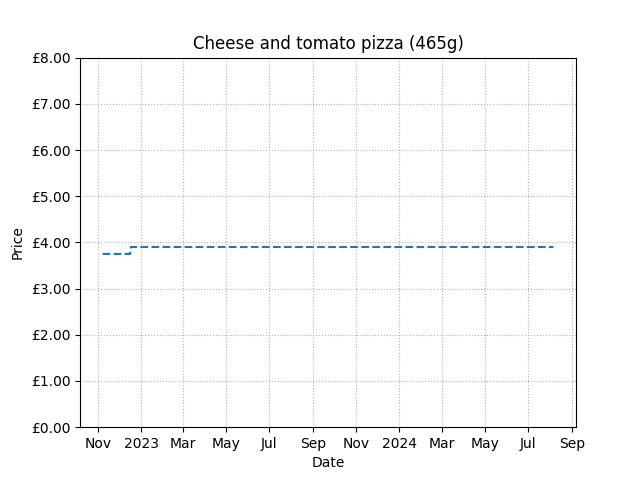 Cheese and tomato pizza (465g)
£8.00
£7.00
£6.00
£5.00
£4.00
£3.00
£2.00
£1.00
£0.00
Price
Nov 2023 Mar May Jul Sep Nov 2024 Mar May Jul Sep
Date